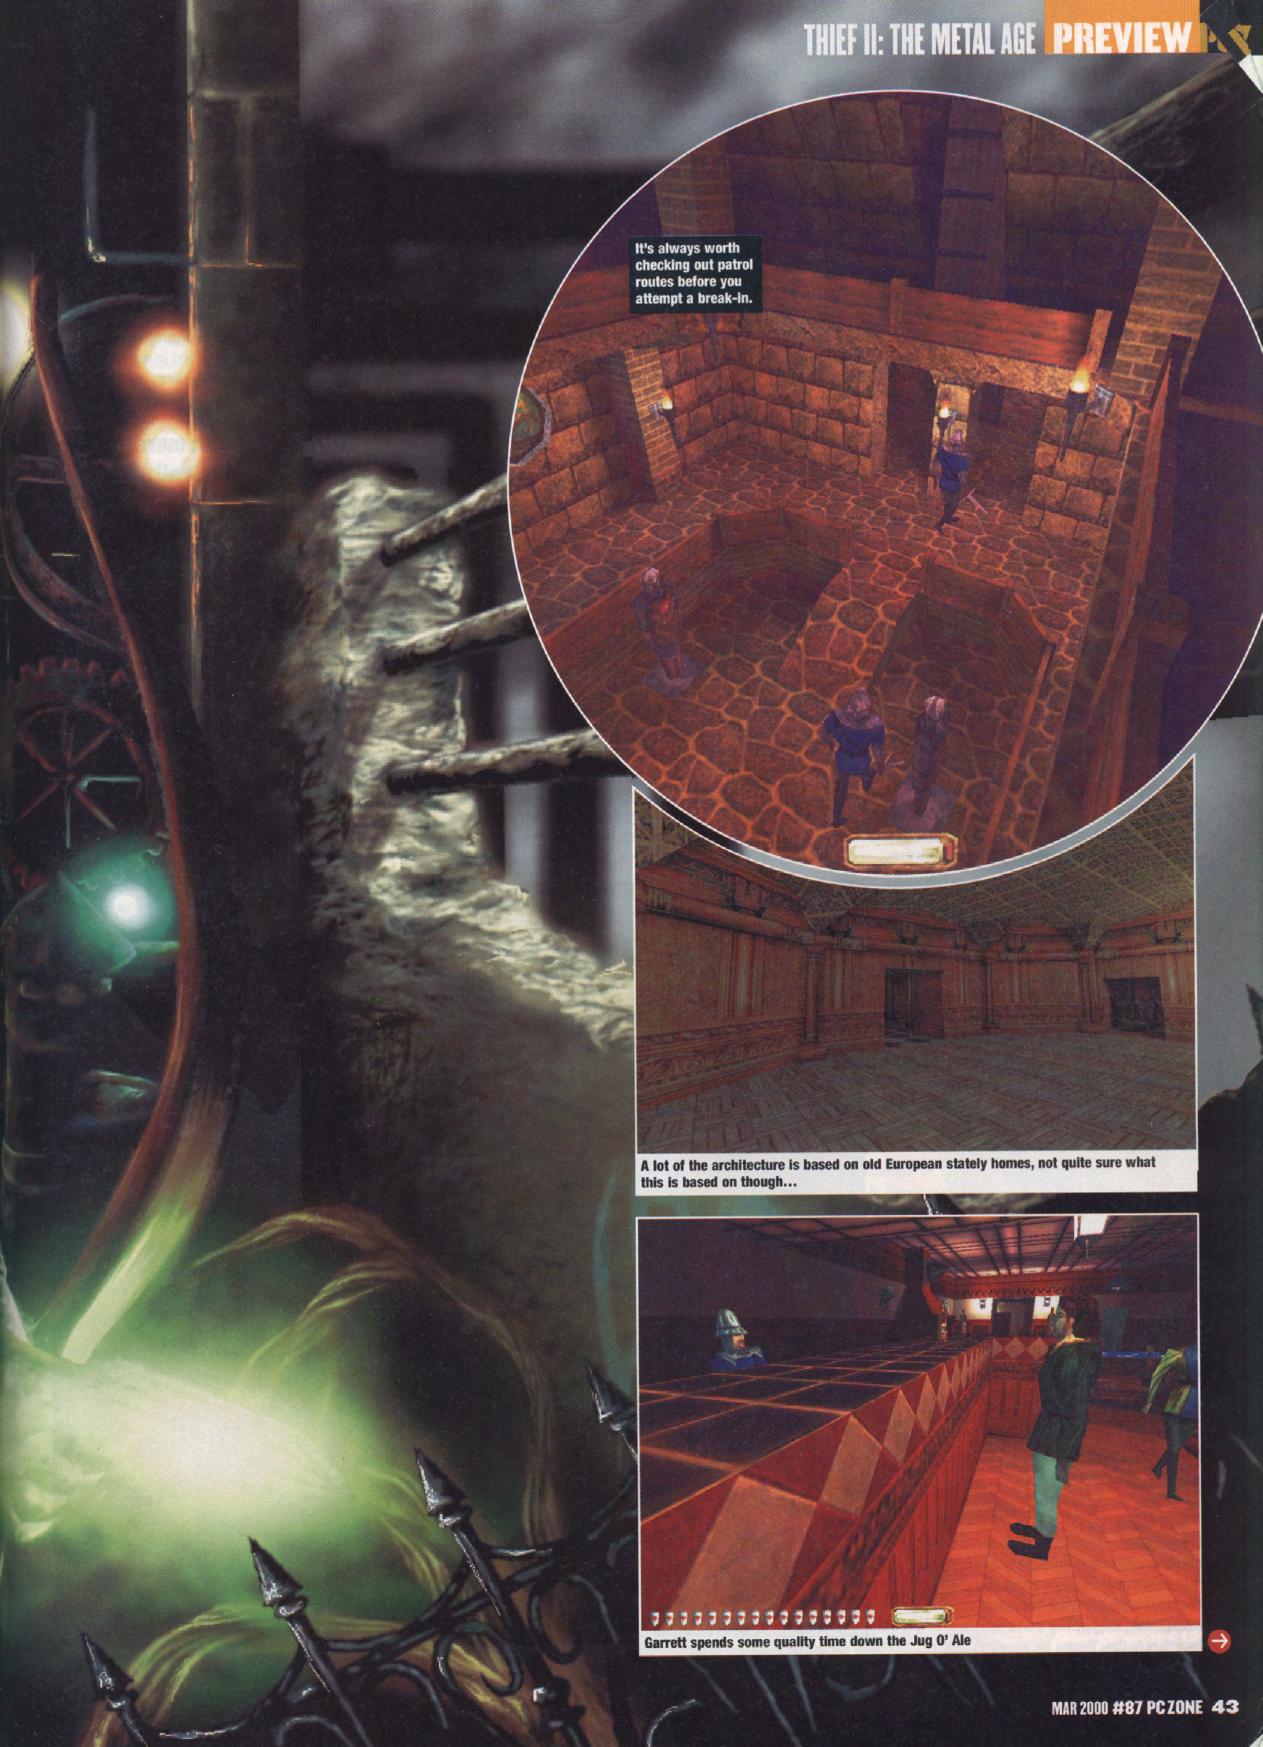 THIEF II: THE METAL AGE PREVIEW
It's always worth
checking out patrol
routes before you
attempt a break-in.
A lot of the architecture is based on old European stately homes, not quite sure what
this is based on though...
Garrett spends some quality time down the Jug O' Ale
MAR 2000 #87 PC ZONE 43